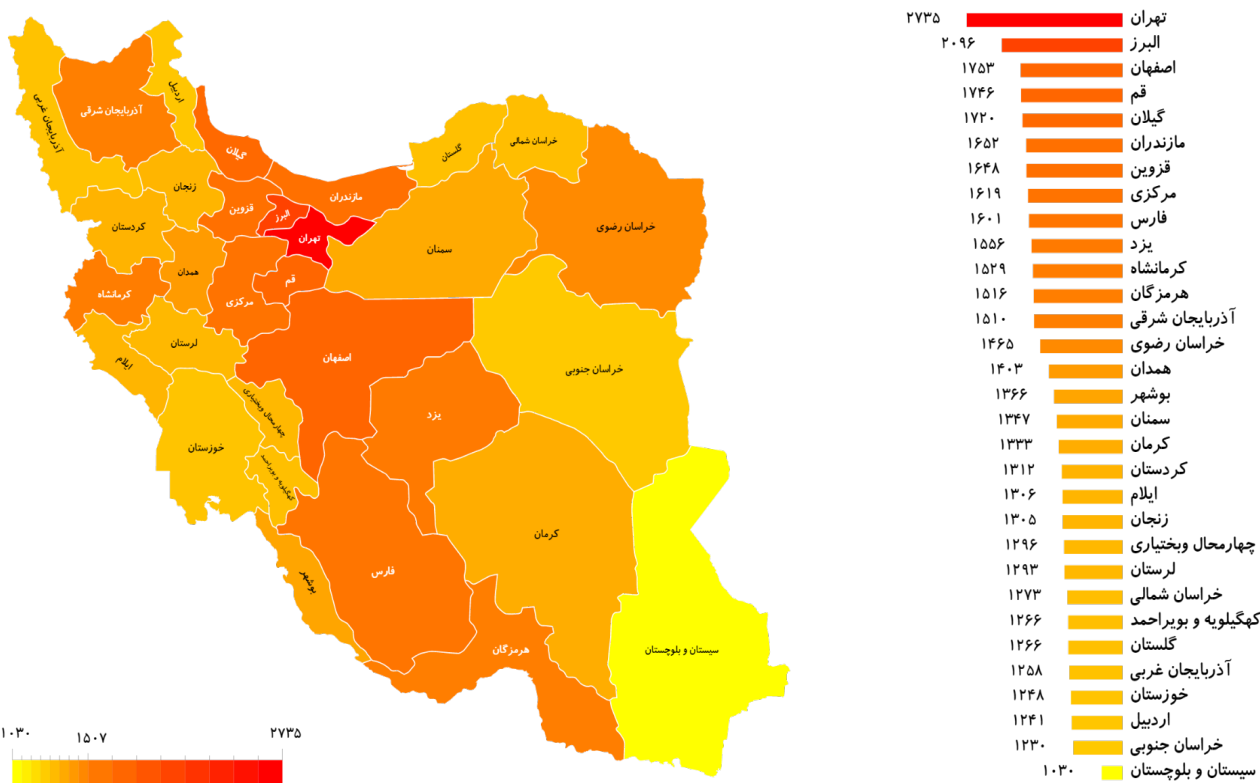 آذربایجان غربی
آذربایجان شرقی
اردبیل
گیلان
زنجان
کردستان
قزوین
البرز
تهران
مازندران
گلستان
خراسان شمالی
خراسان رضوی
سمنان
همدان
کرمانشاه
مرکزی
قم
لرستان
ایلام
اصفهان
خراسان جنوبی
یزد
چهارمحال وبختیاری
خوزستان
کهگیلویه و بویراحمد
کرمان
فارس
بوشهر
هرمزگان
سیستان و بلوچستان
۱۰۳۰ ۱۵۰۷ ۲۷۳۵
تهران ۲۷۳۵
البرز ۲۰۹۶
اصفهان ۱۷۵۳
قم ۱۷۴۶
گیلان ۱۷۲۰
مازندران ۱۶۵۲
قزوین ۱۶۴۸
مرکزی ۱۶۱۹
فارس ۱۶۰۱
یزد ۱۵۵۶
کرمانشاه ۱۵۲۹
هرمزگان ۱۵۱۶
آذربایجان شرقی ۱۵۱۰
خراسان رضوی ۱۴۶۵
همدان ۱۴۰۳
بوشهر ۱۳۶۶
سمنان ۱۳۴۷
کرمان ۱۳۳۳
کردستان ۱۳۱۲
ایلام ۱۳۰۶
زنجان ۱۳۰۵
چهارمحال وبختیاری ۱۲۹۶
لرستان ۱۲۹۳
خراسان شمالی ۱۲۷۳
کهگیلویه و بویراحمد ۱۲۶۶
گلستان ۱۲۶۶
آذربایجان غربی ۱۲۵۸
خوزستان ۱۲۴۸
اردبیل ۱۲۴۱
خراسان جنوبی ۱۲۳۰
سیستان و بلوچستان ۱۰۳۰